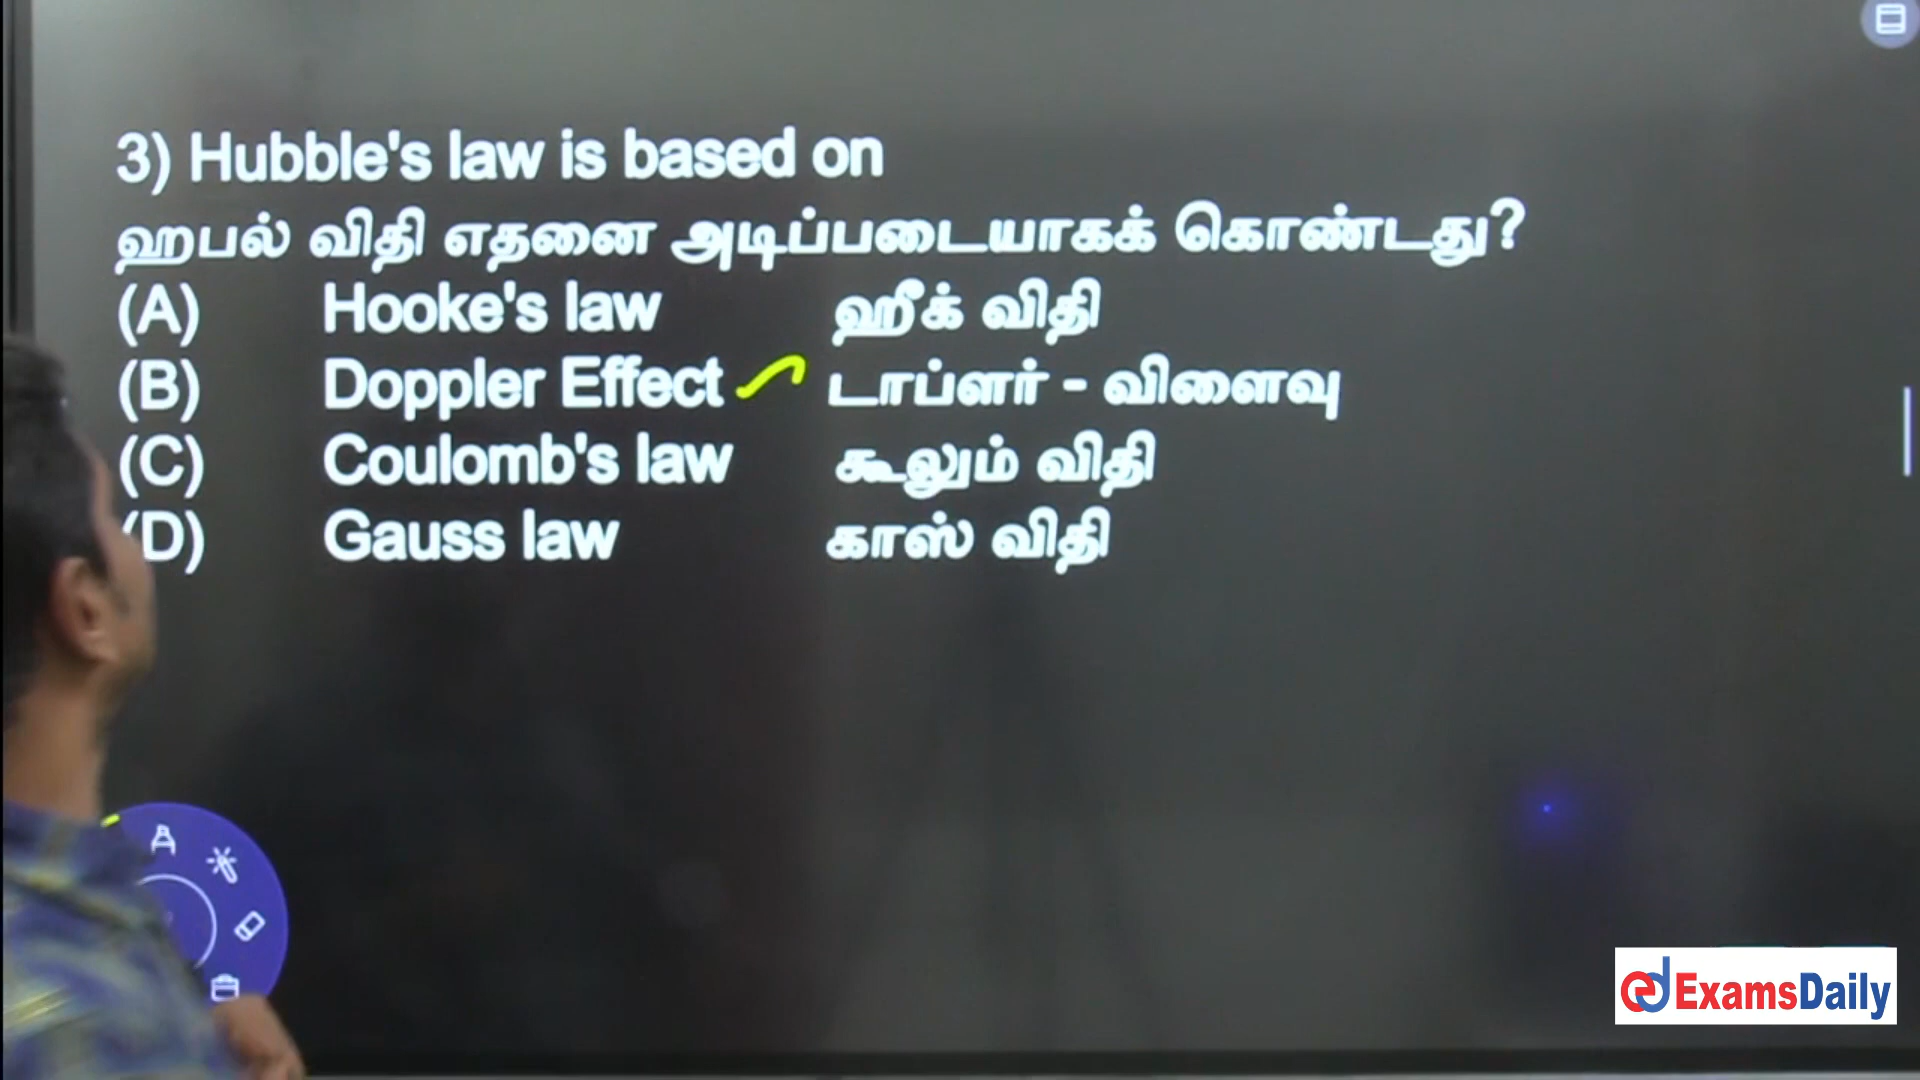 3) Hubble's law is based on
ஹபல் விதி எதனை அடிப்படையாகக் கொண்டது?
(A) Hooke's law ஹீக் விதி
(B) Doppler Effect டாப்ளர் - விளைவு
(C) Coulomb's law கூலும் விதி
(D) Gauss law காஸ் விதி
ExamsDaily